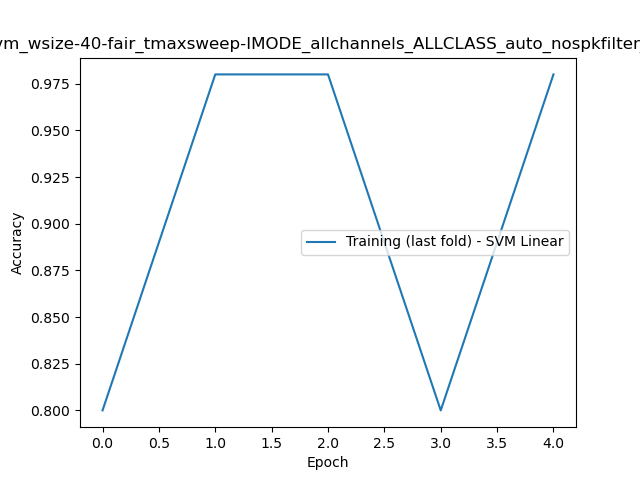 vm_wsize-40-fair_tmaxsweep-IMODE_allchannels_ALLCLASS_auto_nospkfilter_
0.975
0.950
0.925
0.900
0.875
0.850
0.825
0.800
Accuracy
Training (last fold) - SVM Linear
0.0 0.5 1.0 1.5 2.0 2.5 3.0 3.5 4.0
Epoch